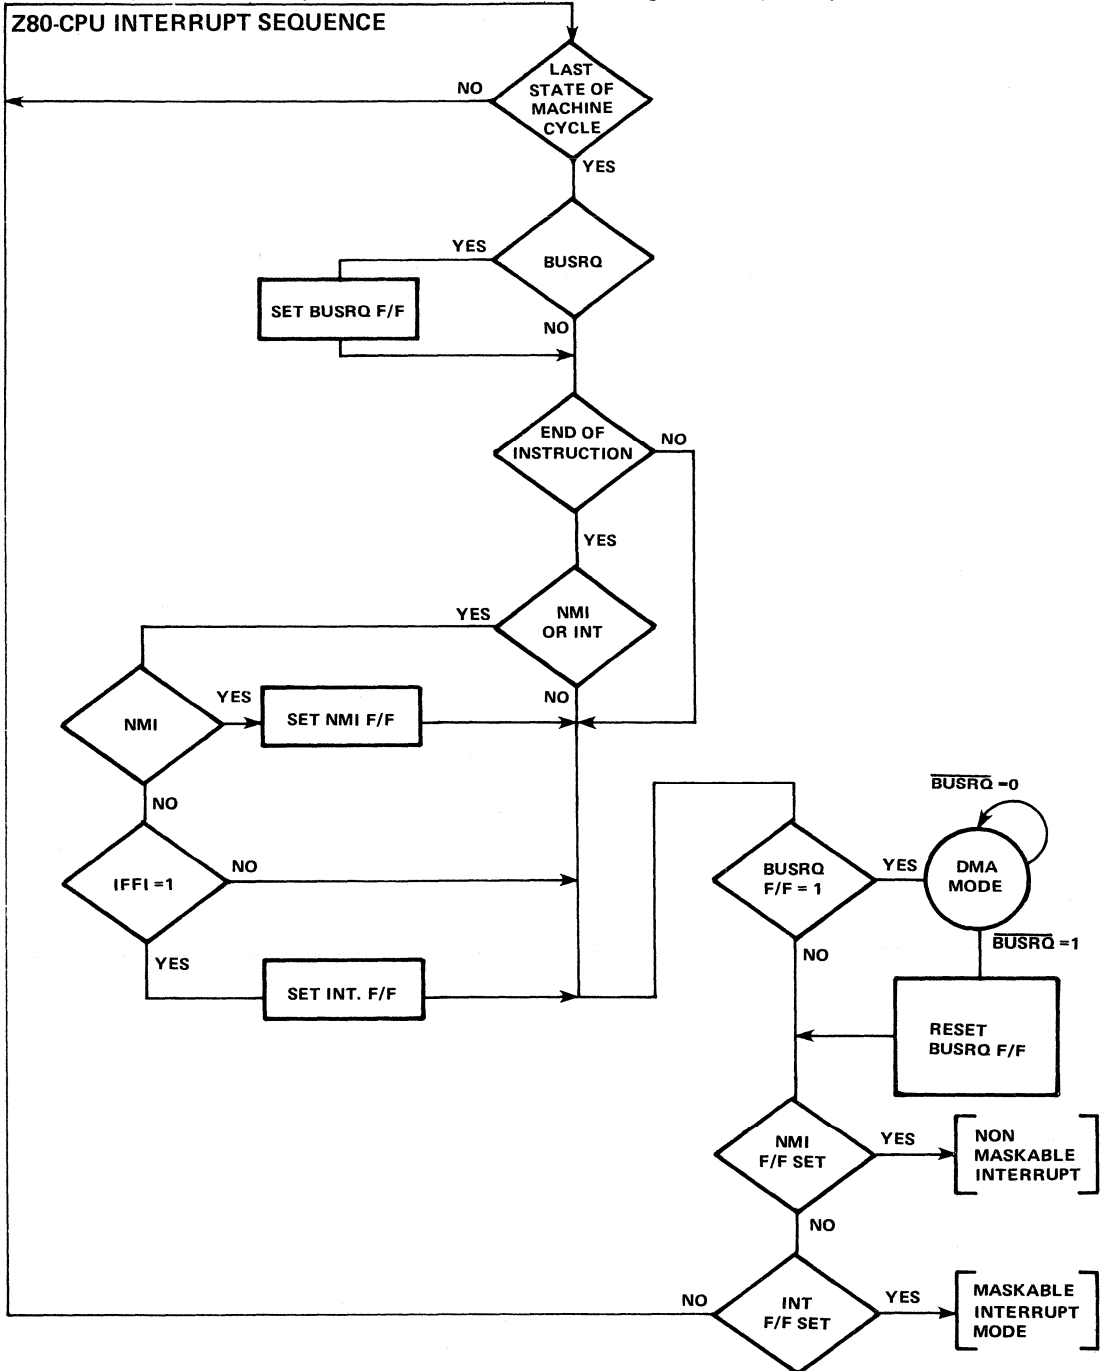 Z80-CPU INTERRUPT SEQUENCE
LAST
STATE OF
MACHINE
CYCLE
NO
YES
BUSRQ
YES
SET BUSRQ F/F
NO
END OF
INSTRUCTION
NO
YES
NMI
OR INT
YES
NO
NMI
YES
SET NMI F/F
NO
IFFI =1
NO
YES
SET INT. F/F
BUSRQ
F/F = 1
YES
BUSRQ =0
DMA
MODE
BUSRQ =1
NO
RESET
BUSRQ F/F
NMI
F/F SET
YES
NON
MASKABLE
INTERRUPT
NO
INT
F/F SET
NO
YES
MASKABLE
INTERRUPT
MODE